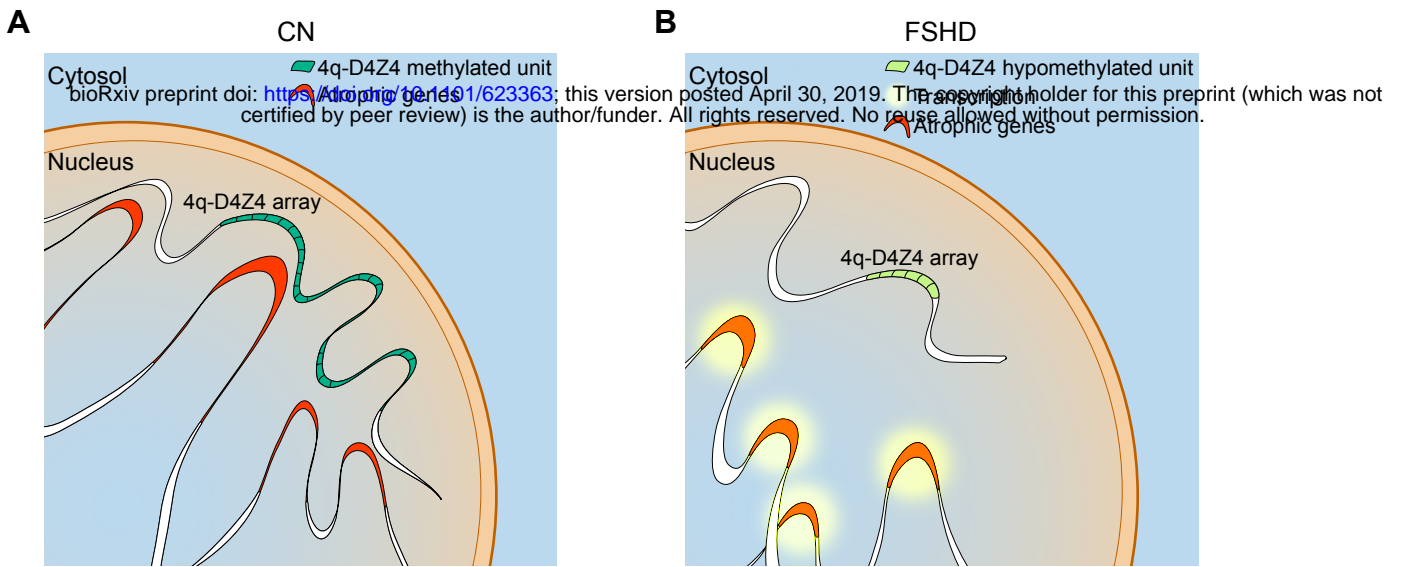 A
CN
B
FSHD
Cytosol
4q-D4Z4 methylated unit
Atrophic genes
Cytosol
4q-D4Z4 hypomethylated unit
Transcription
Atrophic genes
bioRxiv preprint doi: https://doi.org/10.1101/623363; this version posted April 30, 2019. The copyright holder for this preprint (which was not
certified by peer review) is the author/funder. All rights reserved. No reuse allowed without permission.
Nucleus
4q-D4Z4 array
Nucleus
4q-D4Z4 array